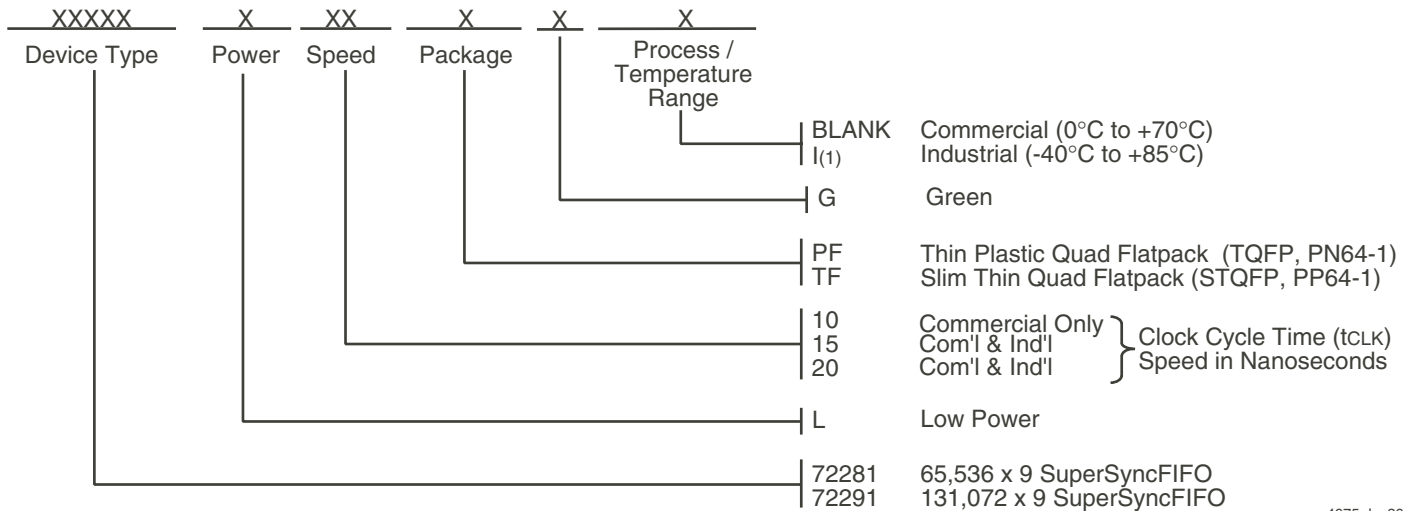 XXXXX X XX X X X
Device Type Power Speed Package Process /
Temperature
Range
BLANK Commercial (0°C to +70°C)
I(1) Industrial (-40°C to +85°C)
G Green
PF Thin Plastic Quad Flatpack (TQFP, PN64-1)
TF Slim Thin Quad Flatpack (STQFP, PP64-1)
10 Commercial Only
15 Com'l & Ind'l Clock Cycle Time (tCLK)
20 Com'l & Ind'l Speed in Nanoseconds
L Low Power
72281 65,536 x 9 SuperSyncFIFO
72291 131,072 x 9 SuperSyncFIFO